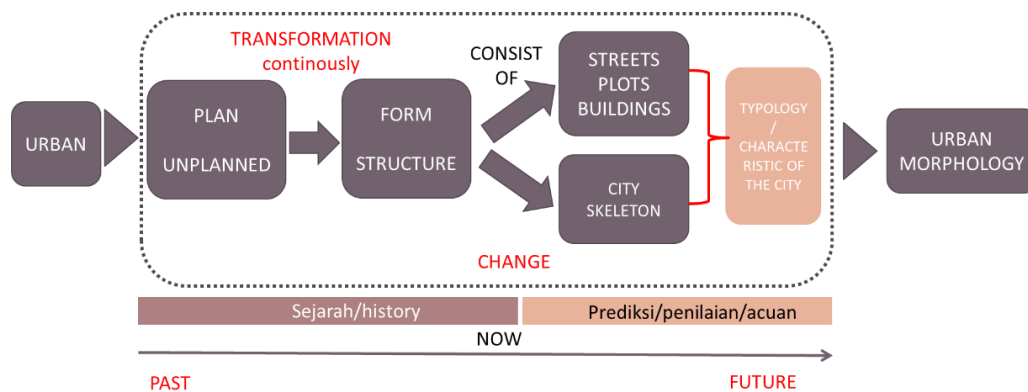 TRANSFORMATION
continously
CONSIST
OF
URBAN
PLAN
UNPLANNED
FORM
STRUCTURE
STREETS
PLOTS
BUILDINGS
CITY
SKELETON
TYPOLOGY
/
CHARACTE
RISTIC OF
THE CITY
URBAN
MORPHOLOGY
CHANGE
Sejarah/history
Prediksi/penilaian/acuan
NOW
PAST
FUTURE